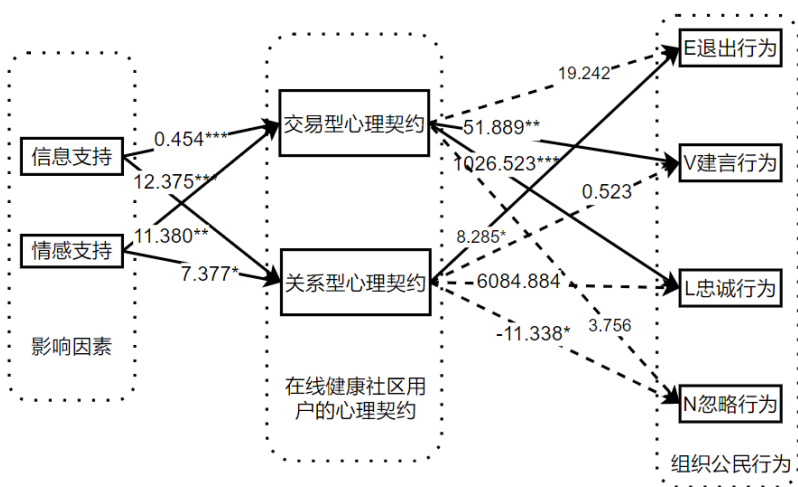 E退出行为
19.242
交易型心理契约
51.889**
信息支持
0.454***
1026.523***
V建言行为
12.375***
0.523
11.380**
8.285*
情感支持
7.377*
关系型心理契约
6084.884
L忠诚行为
3.756
-11.338*
影响因素
在线健康社区用
户的心理契约
N忽略行为
组织公民行为